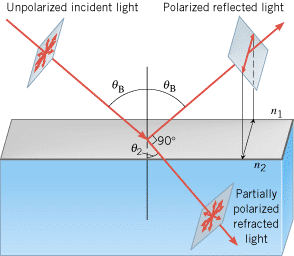 Unpolarized incident light
Polarized reflected light
θB
θB
n1
90°
θ2
n2
Partially
polarized
refracted
light